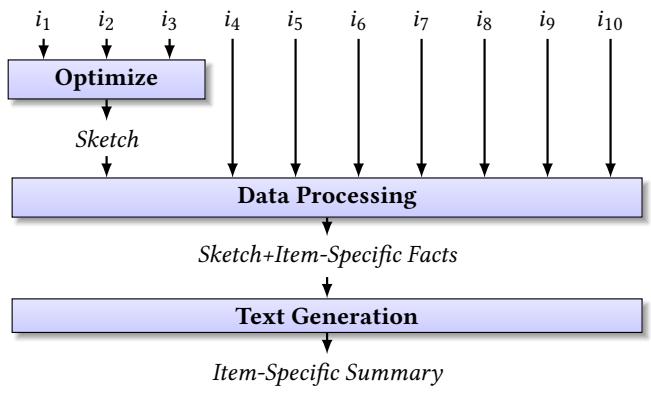 i₁ i₂ i₃ i₄ i₅ i₆ i₇ i₈ i₉ i₁₀
Optimize
Sketch
Data Processing
Sketch+Item-Specific Facts
Text Generation
Item-Specific Summary